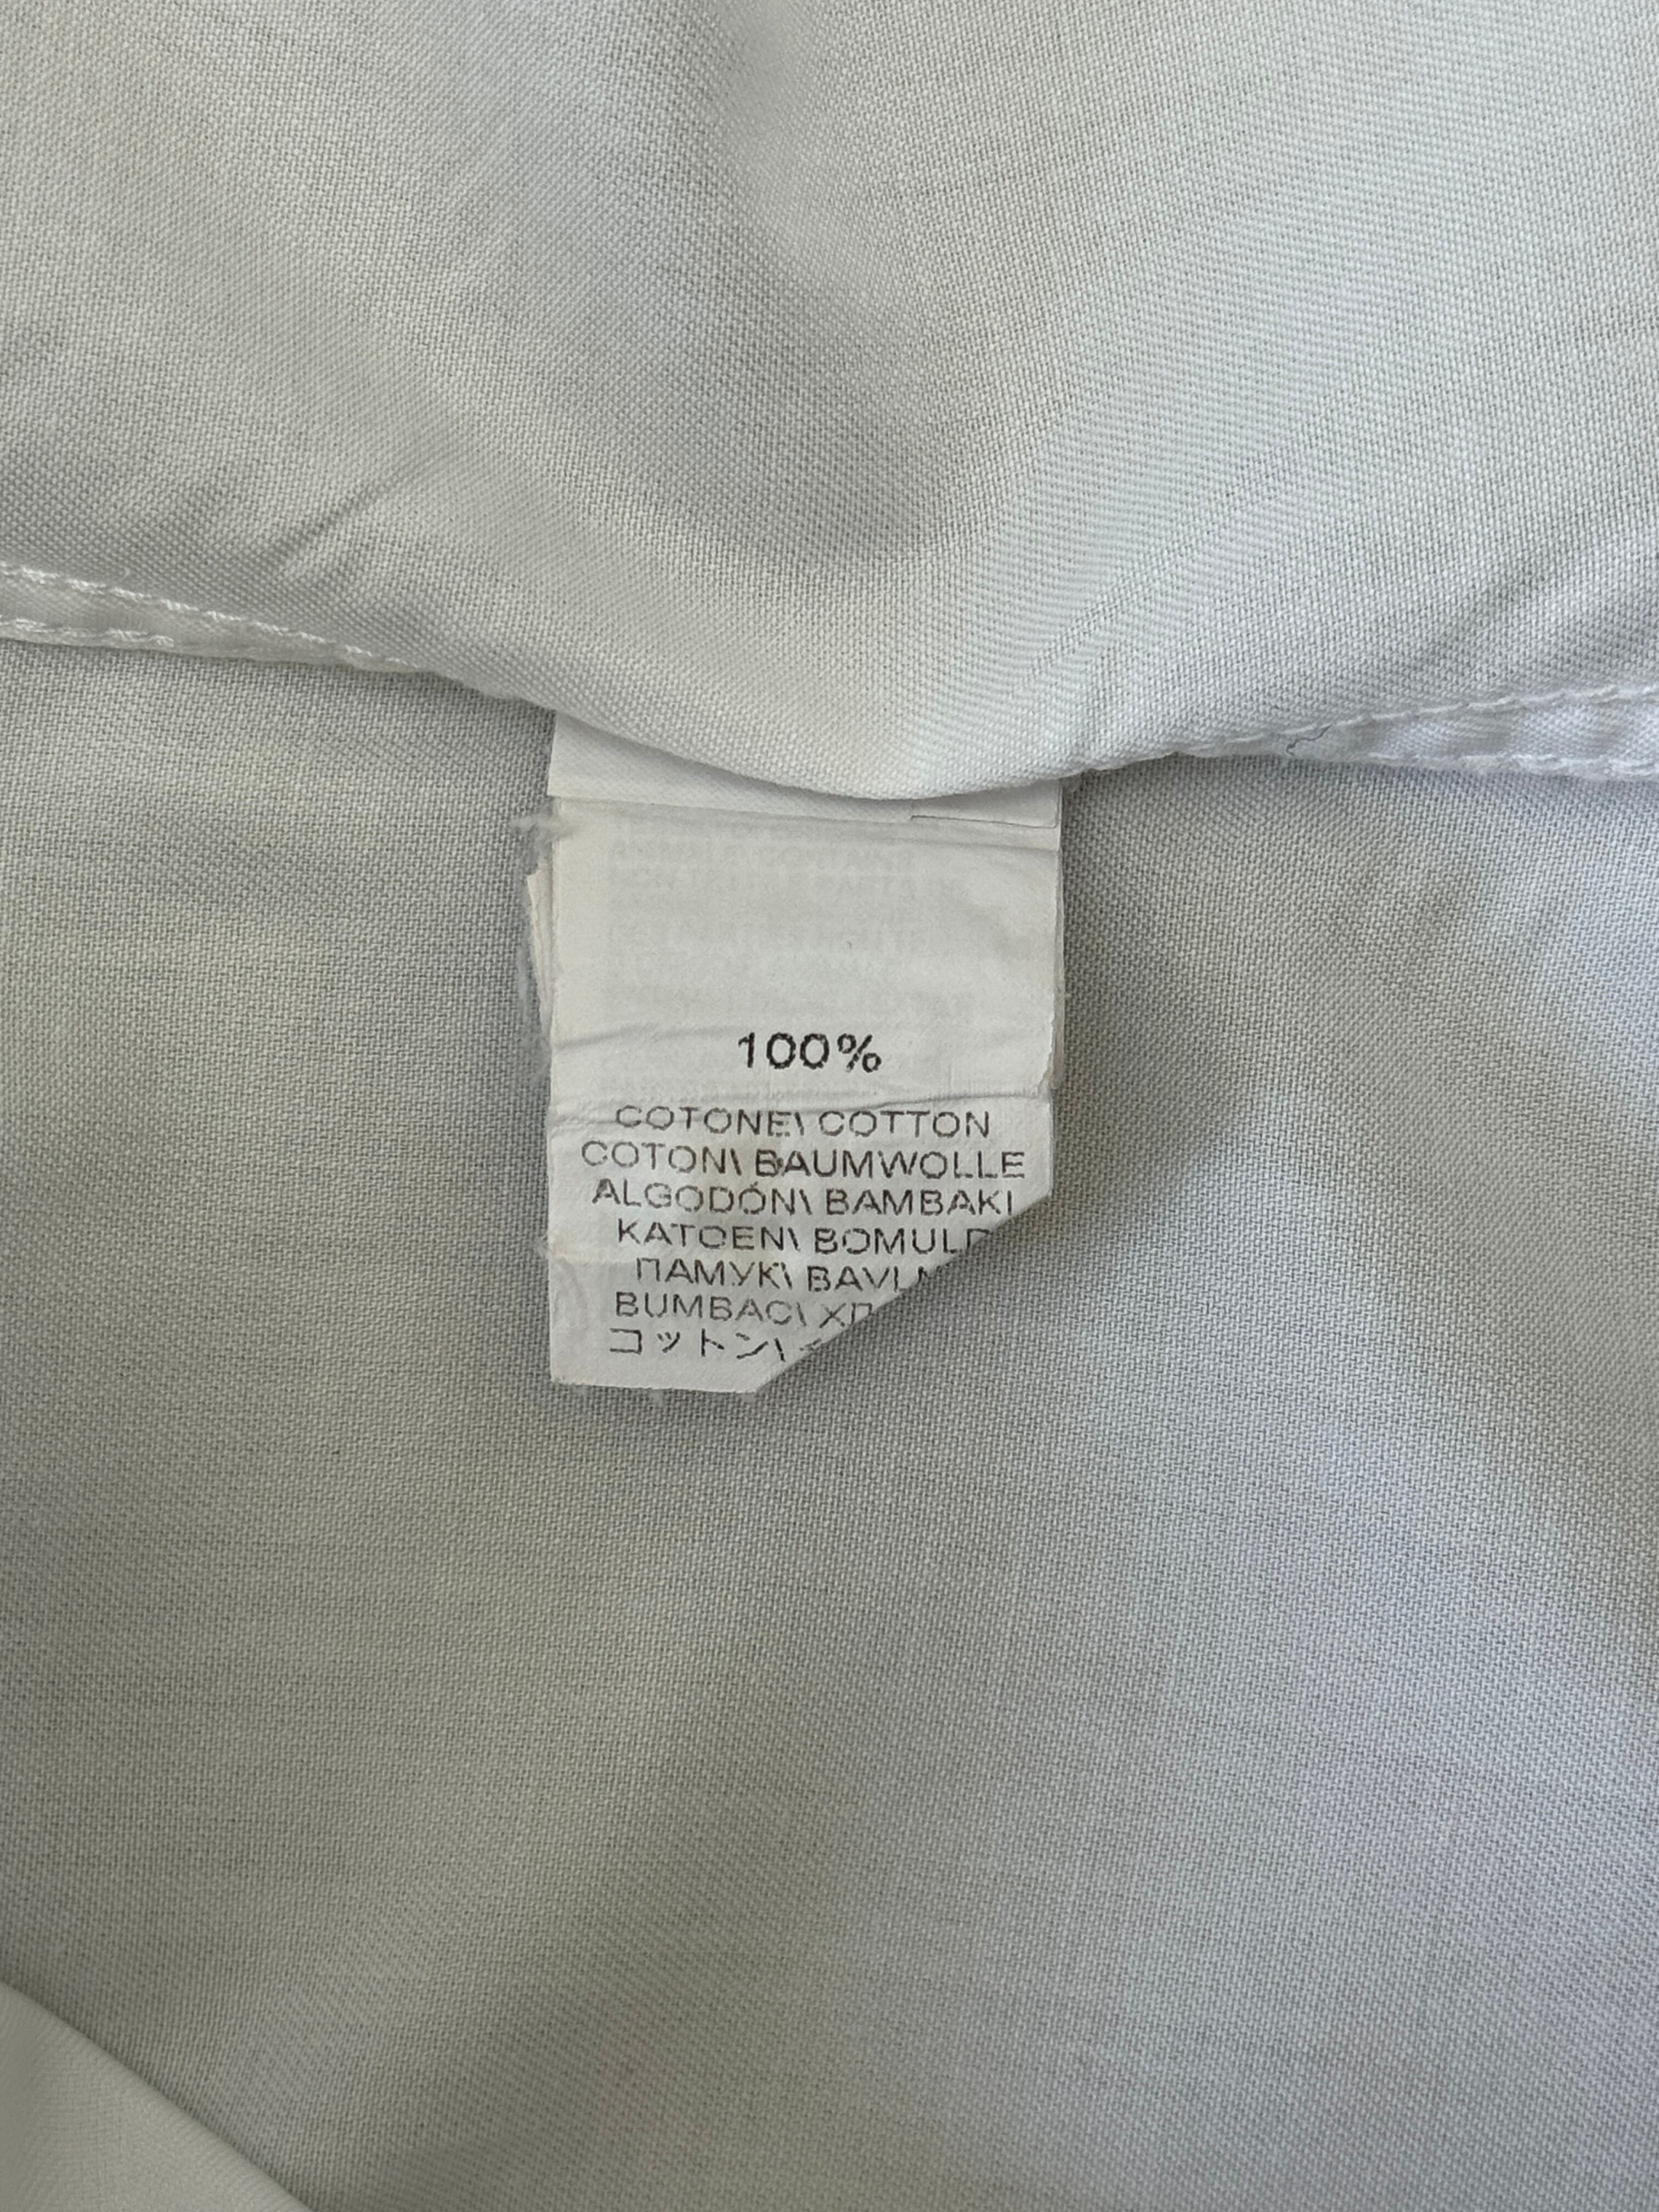 100%
COTONE\ COTTON
COTON\ BAUMWOLLE
ALGODÓN\ BAMBAKI
KATOEN\ BOMULD
ПАМУК\
BUMBAC\
コットン\